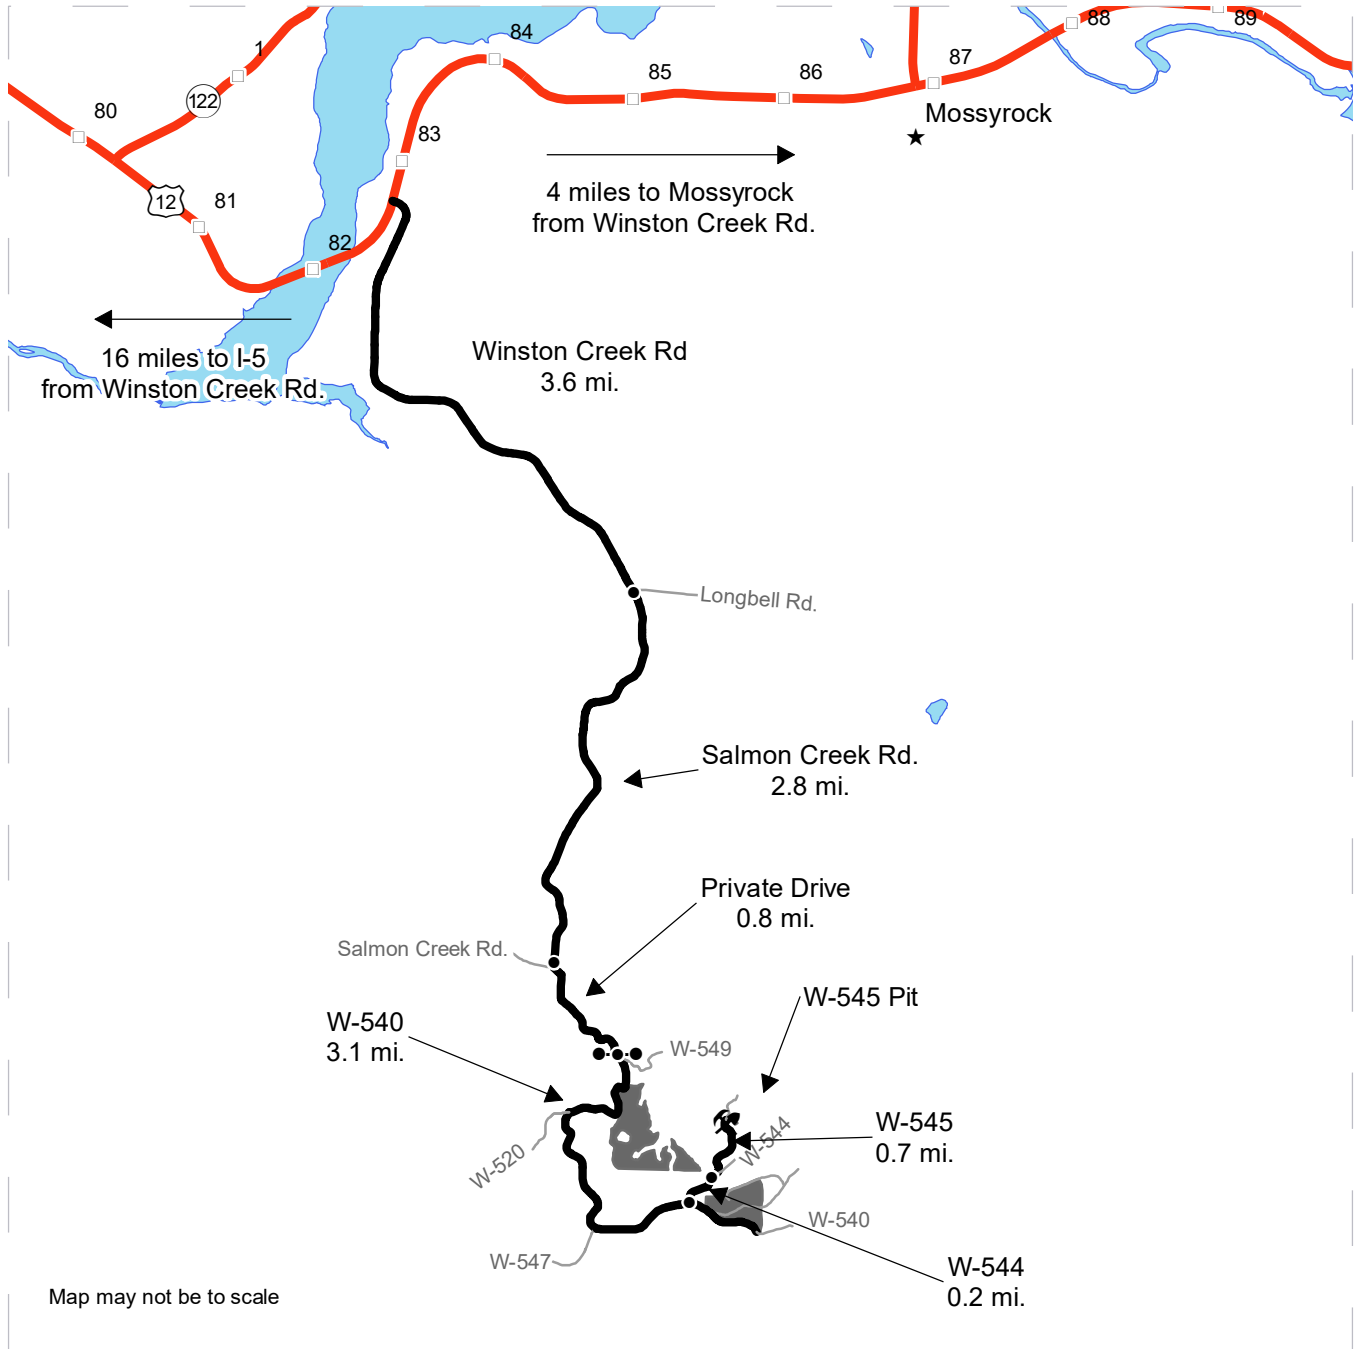 84
88
89
1
87
85
86
80
122
Mossyrock
83
4 miles to Mossyrock
from Winston Creek Rd.
12
81
82
16 miles to I-5
from Winston Creek Rd.
Winston Creek Rd
3.6 mi.
Longbell Rd.
Salmon Creek Rd.
2.8 mi.
Private Drive
0.8 mi.
Salmon Creek Rd.
W-545 Pit
W-540
3.1 mi.
W-549
W-544
W-545
0.7 mi.
W-520
W-540
W-547
W-544
0.2 mi.
Map may not be to scale